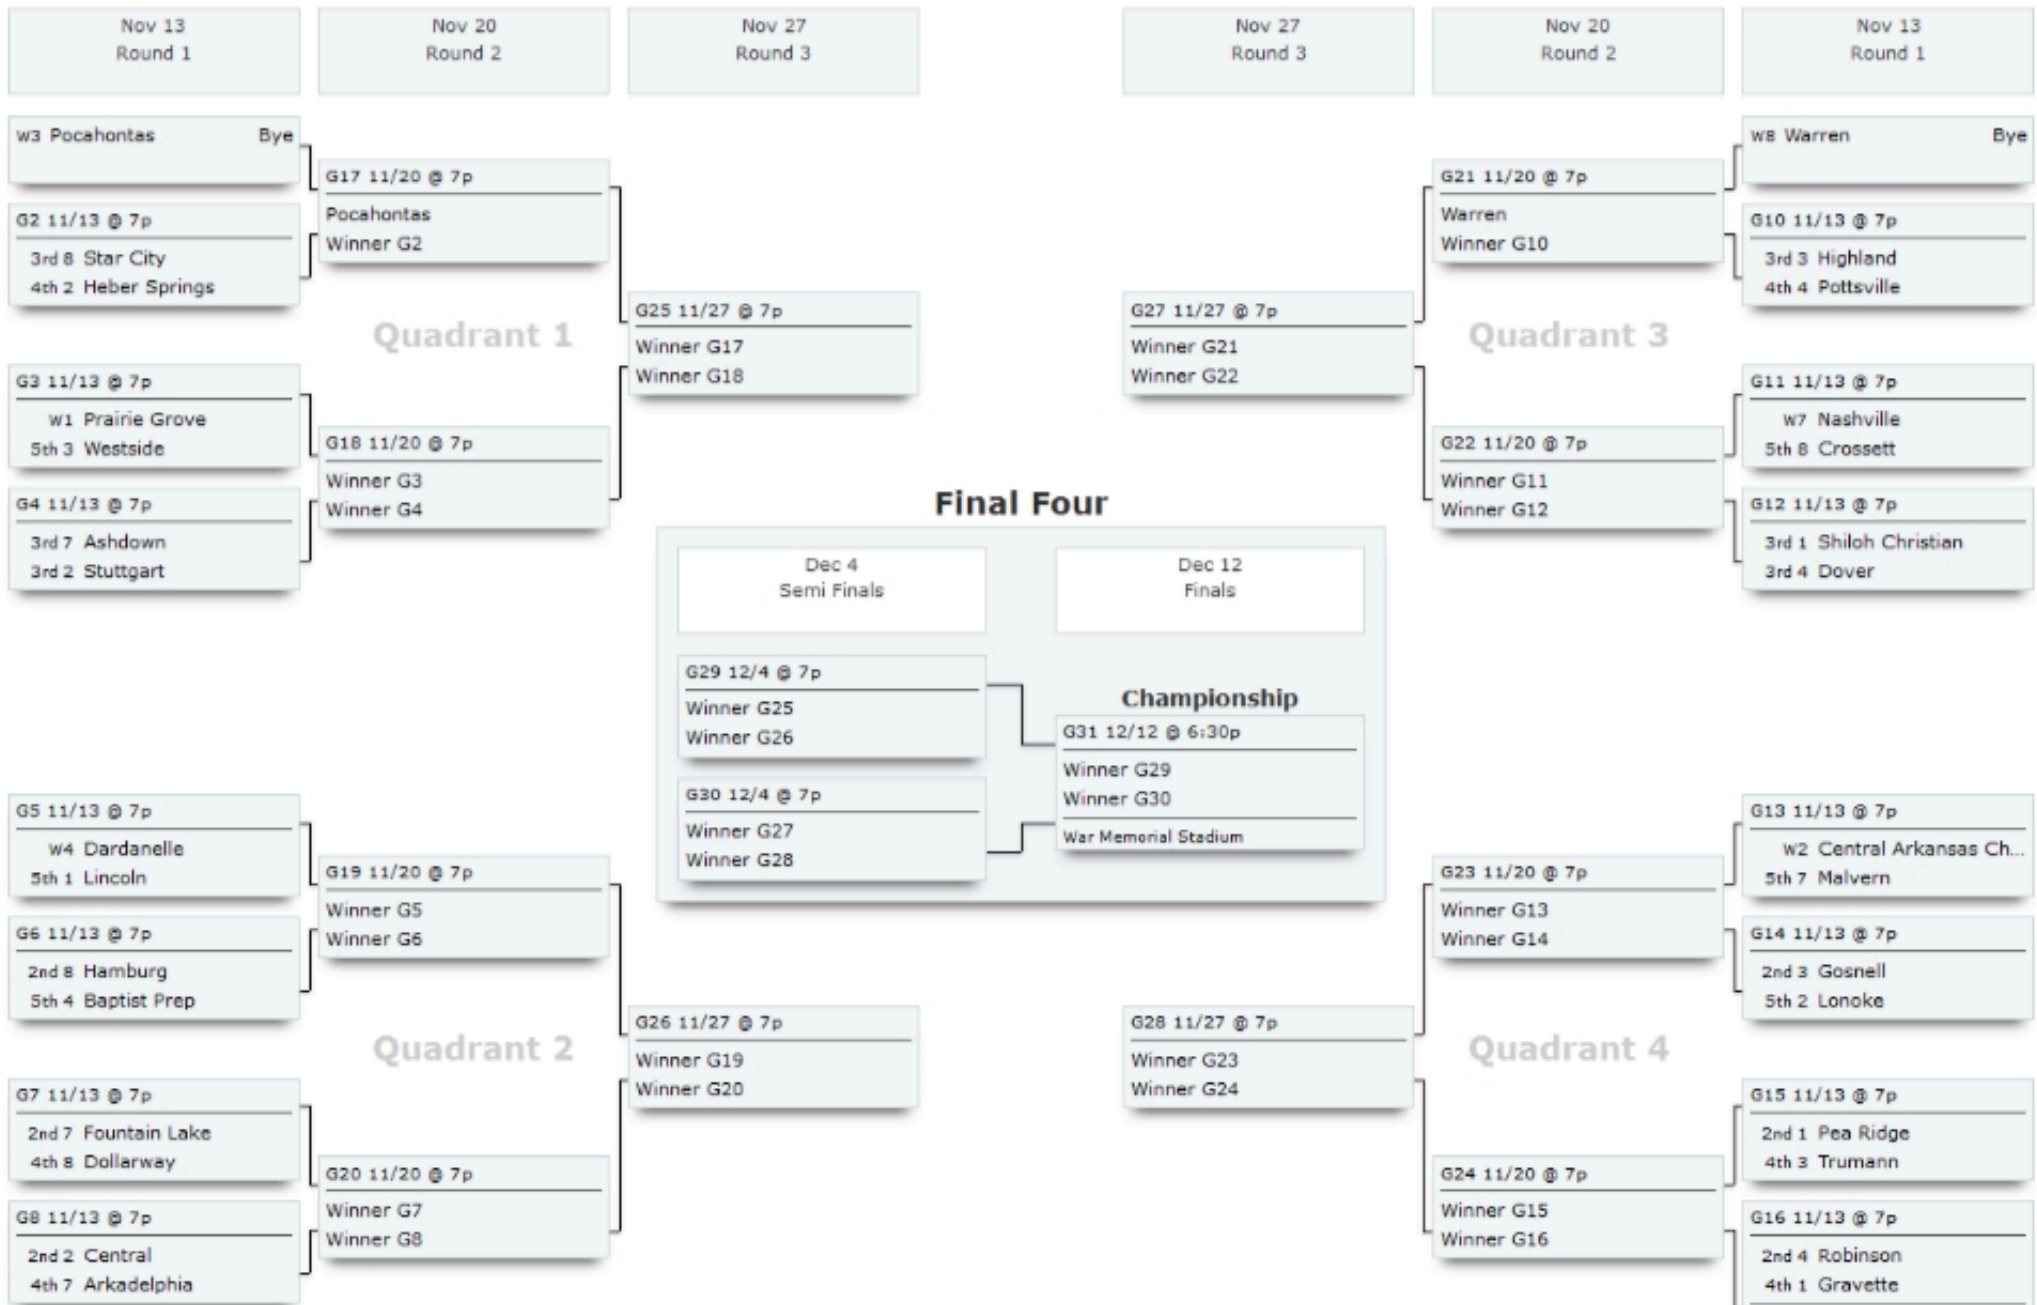 Nov 13
Round 1
Nov 20
Round 2
Nov 27
Round 3
Nov 27
Round 3
Nov 20
Round 2
Nov 13
Round 1
W3 Pocahontas Bye
G2 11/13 @ 7p
3rd 8 Star City
4th 2 Heber Springs
G3 11/13 @ 7p
W1 Prairie Grove
5th 3 Westside
G4 11/13 @ 7p
3rd 7 Ashdown
3rd 2 Stuttgart
G17 11/20 @ 7p
Pocahontas
Winner G2
Quadrant 1
G18 11/20 @ 7p
Winner G3
Winner G4
G25 11/27 @ 7p
Winner G17
Winner G18
G27 11/27 @ 7p
Winner G21
Winner G22
G21 11/20 @ 7p
Warren
Winner G10
Quadrant 3
G22 11/20 @ 7p
Winner G11
Winner G12
W8 Warren Bye
G10 11/13 @ 7p
3rd 3 Highland
4th 4 Pottsville
G11 11/13 @ 7p
W7 Nashville
5th 8 Crossett
G12 11/13 @ 7p
3rd 1 Shiloh Christian
3rd 4 Dover
Final Four
Dec 4
Semi Finals
Dec 12
Finals
G29 12/4 @ 7p
Winner G25
Winner G26
G30 12/4 @ 7p
Winner G27
Winner G28
Championship
G31 12/12 @ 6:30p
Winner G29
Winner G30
War Memorial Stadium
G5 11/13 @ 7p
W4 Dardanelle
5th 1 Lincoln
G6 11/13 @ 7p
2nd 8 Hamburg
5th 4 Baptist Prep
G7 11/13 @ 7p
2nd 7 Fountain Lake
4th 8 Dollarway
G8 11/13 @ 7p
2nd 2 Central
4th 7 Arkadelphia
G19 11/20 @ 7p
Winner G5
Winner G6
Quadrant 2
G20 11/20 @ 7p
Winner G7
Winner G8
G26 11/27 @ 7p
Winner G19
Winner G20
G28 11/27 @ 7p
Winner G23
Winner G24
G23 11/20 @ 7p
Winner G13
Winner G14
Quadrant 4
G24 11/20 @ 7p
Winner G15
Winner G16
G13 11/13 @ 7p
W2 Central Arkansas Ch...
5th 7 Malvern
G14 11/13 @ 7p
2nd 3 Gosnell
5th 2 Lonoke
G15 11/13 @ 7p
2nd 1 Pea Ridge
4th 3 Trumann
G16 11/13 @ 7p
2nd 4 Robinson
4th 1 Gravette